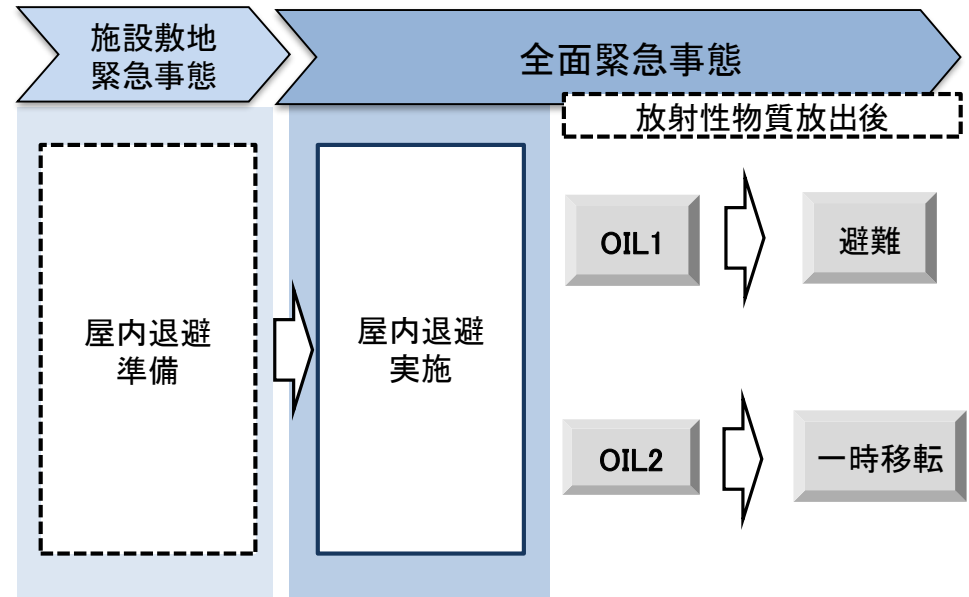 施設敷地
緊急事態
全面緊急事態
放射性物質放出後
屋内退避
準備
屋内退避
実施
OIL1
避難
OIL2
一時移転